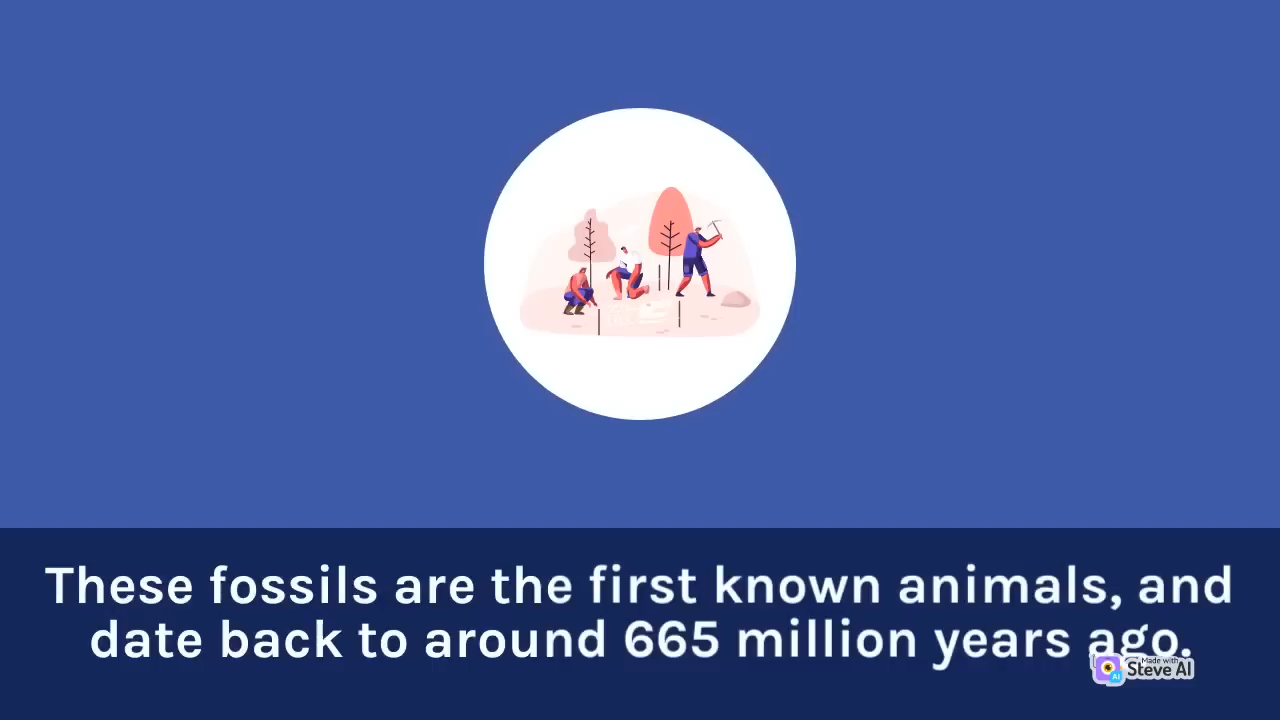 These fossils are the first known animals, and
date back to around 665 million years ago.
Made with
Steve AI
AI